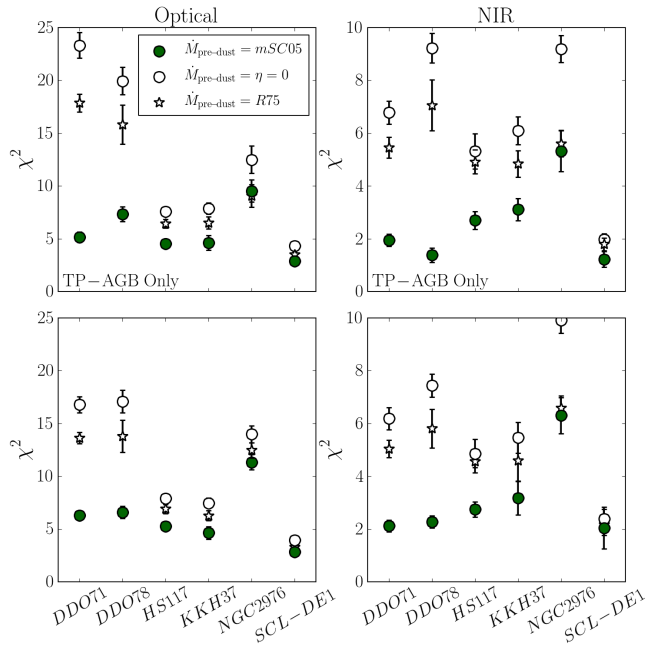 Optical
NIR
25
20
15
10
5
0
χ²
Ṁpre-dust = mSC05
Ṁpre-dust = η = 0
Ṁpre-dust = R75
TP-AGB Only
10
8
6
4
2
0
χ²
TP-AGB Only
25
20
15
10
5
0
χ²
DDO71
DDO78
HS117
KKH37
NGC2976
SCL-DE1
10
8
6
4
2
0
χ²
DDO71
DDO78
HS117
KKH37
NGC2976
SCL-DE1